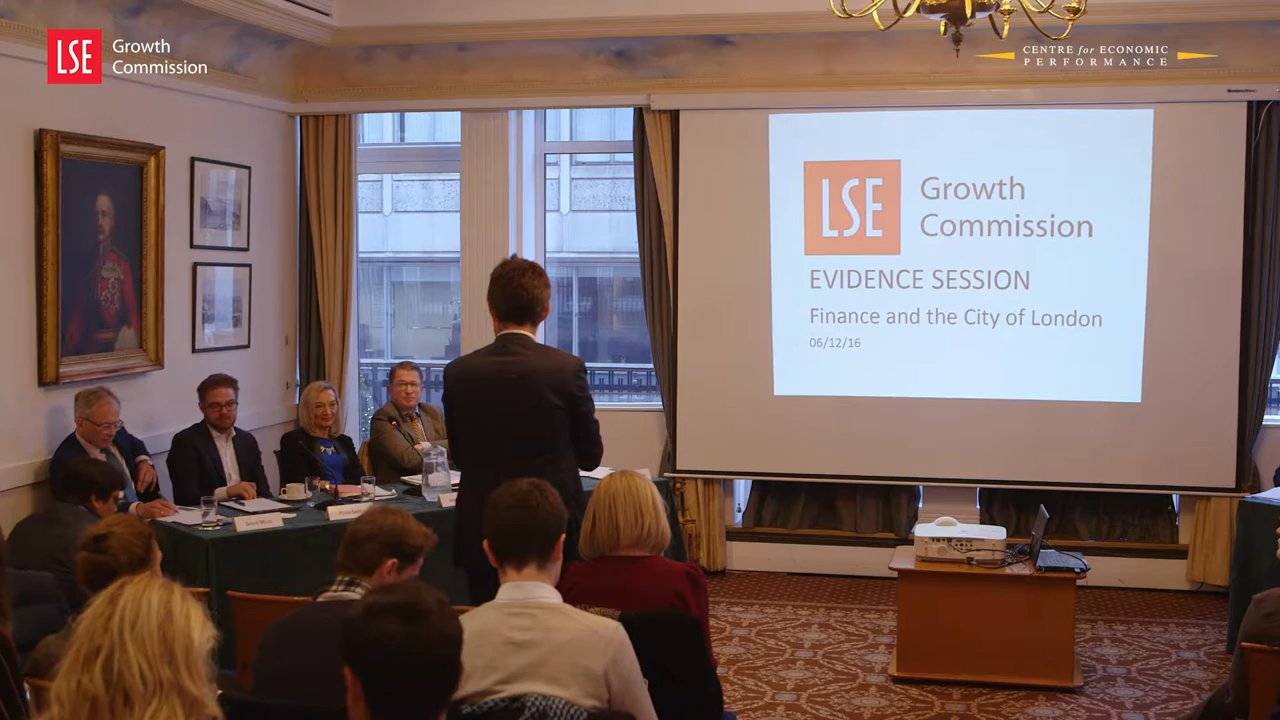 LSE
Growth
Commission
CENTRE for ECONOMIC
PERFORMANCE
LSE
Growth
Commission
EVIDENCE SESSION
Finance and the City of London
06/12/16